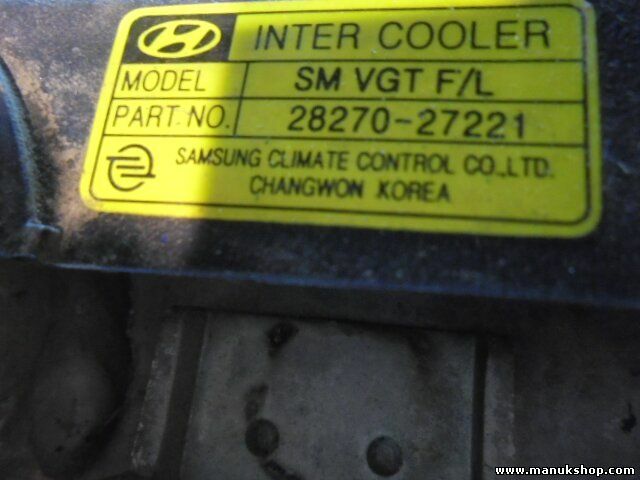 INTER COOLER
MODEL SM VGT F/L
PART.NO. 28270-27221
SAMSUNG CLIMATE CONTROL CO.,LTD.
CHANGWON KOREA
www.manukshop.com